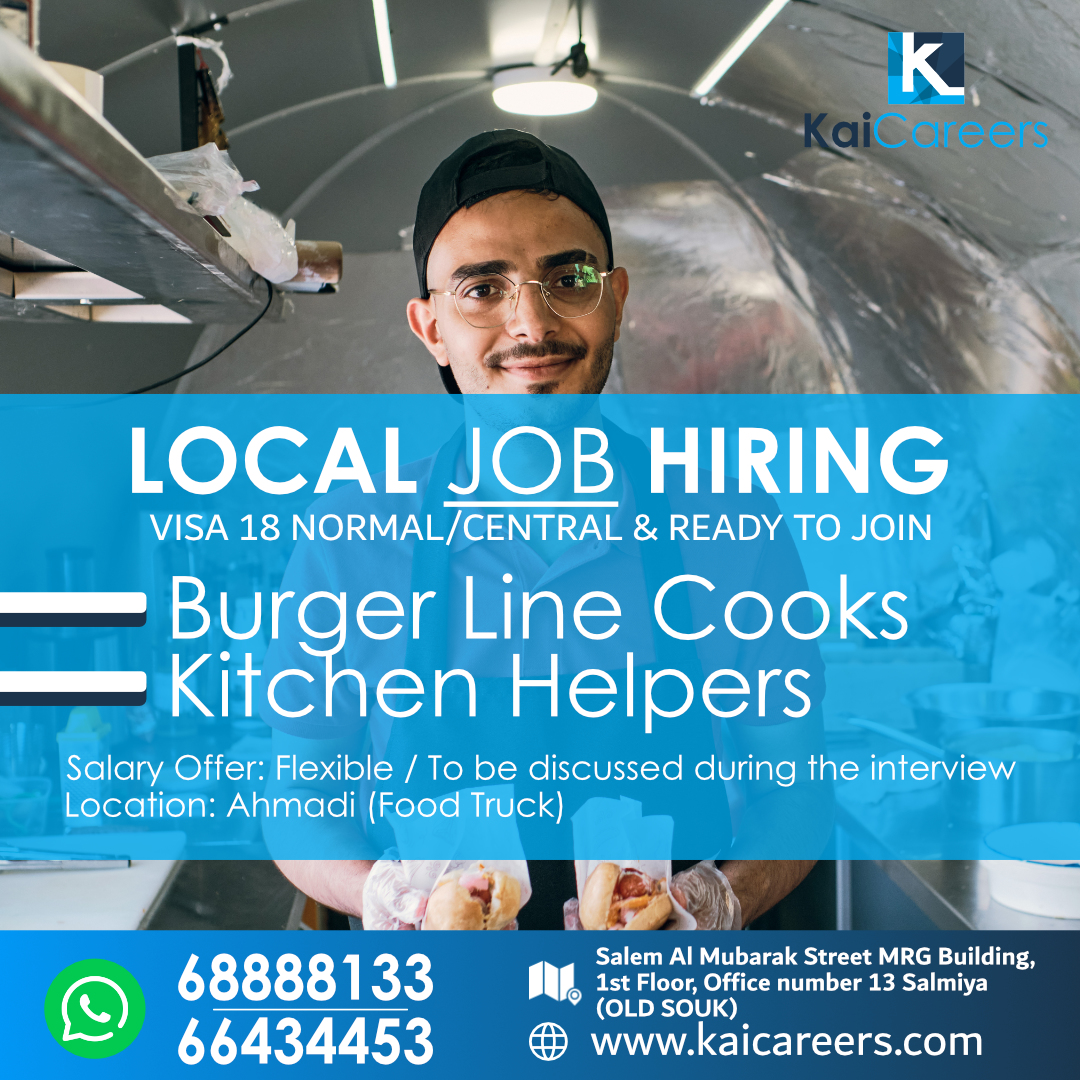 K
KaiCareers
LOCAL JOB HIRING
VISA 18 NORMAL/CENTRAL & READY TO JOIN
Burger Line Cooks
Kitchen Helpers
Salary Offer: Flexible / To be discussed during the interview
Location: Ahmadi (Food Truck)
68888133
66434453
Salem Al Mubarak Street MRG Building,
1st Floor, Office number 13 Salmiya
(OLD SOUK)
www.kaicareers.com